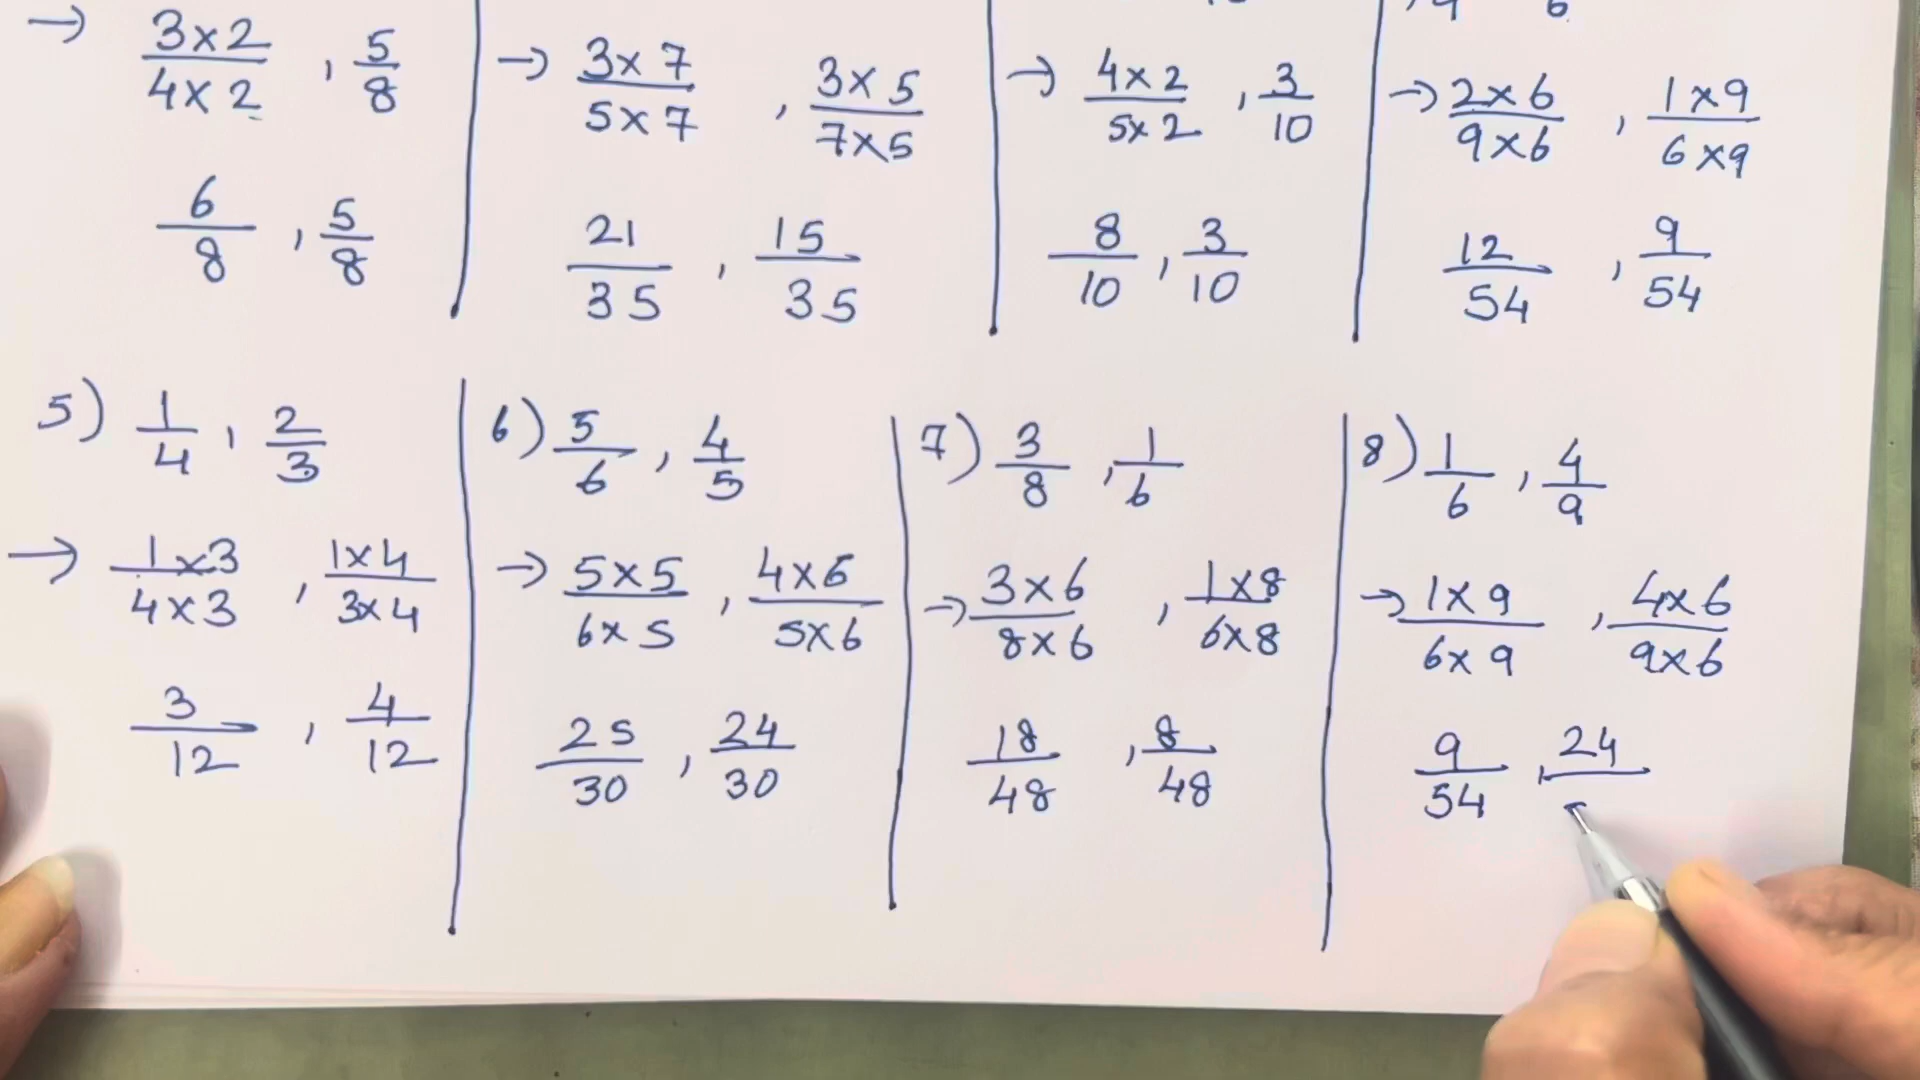 → 3×2/4×2 , 5/8
6/8 , 5/8
→ 3×7/5×7 , 3×5/7×5
21/35 , 15/35
→ 4×2/5×2 , 3/10
8/10 , 3/10
→ 2×6/9×6 , 1×9/6×9
12/54 , 9/54
5) 1/4 , 2/3
→ 1×3/4×3 , 1×4/3×4
3/12 , 4/12
6) 5/6 , 4/5
→ 5×5/6×5 , 4×6/5×6
25/30 , 24/30
7) 3/8 , 1/6
→ 3×6/8×6 , 1×8/6×8
18/48 , 8/48
8) 1/6 , 4/9
→ 1×9/6×9 , 4×6/9×6
9/54 , 24/